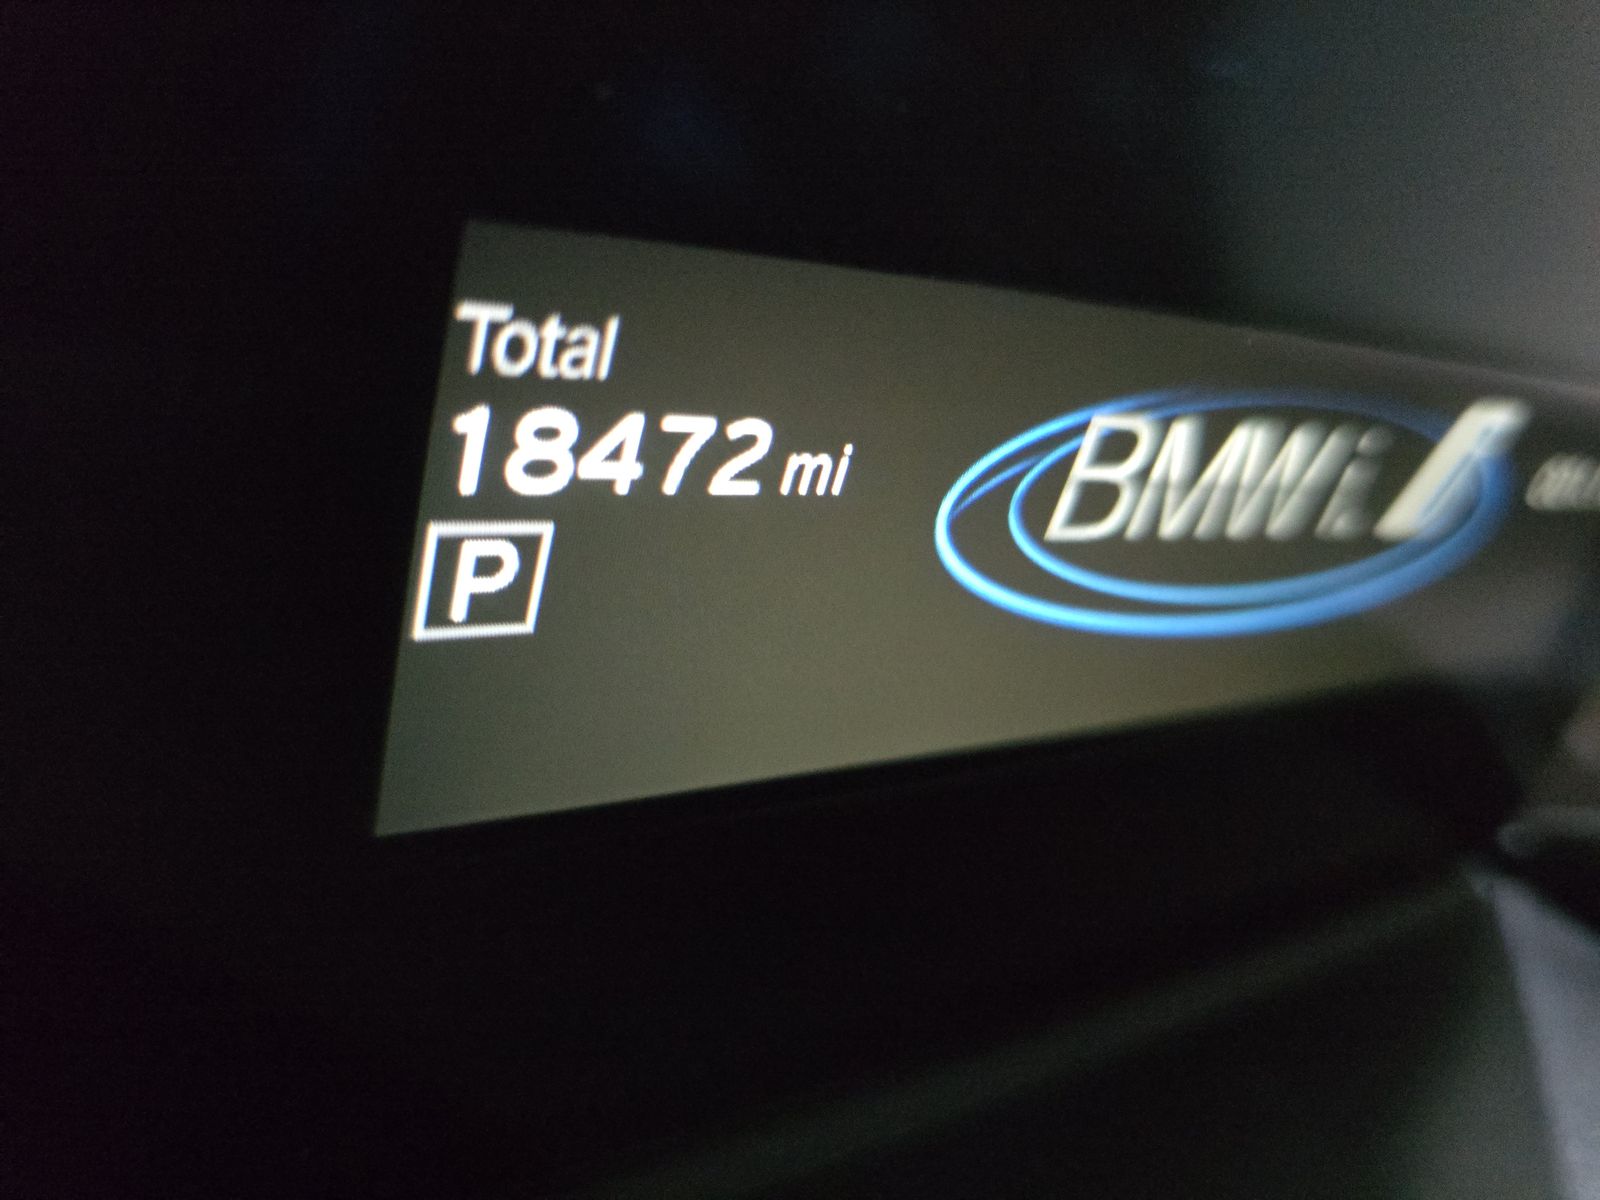 Total
18472 mi
P
BMWi.